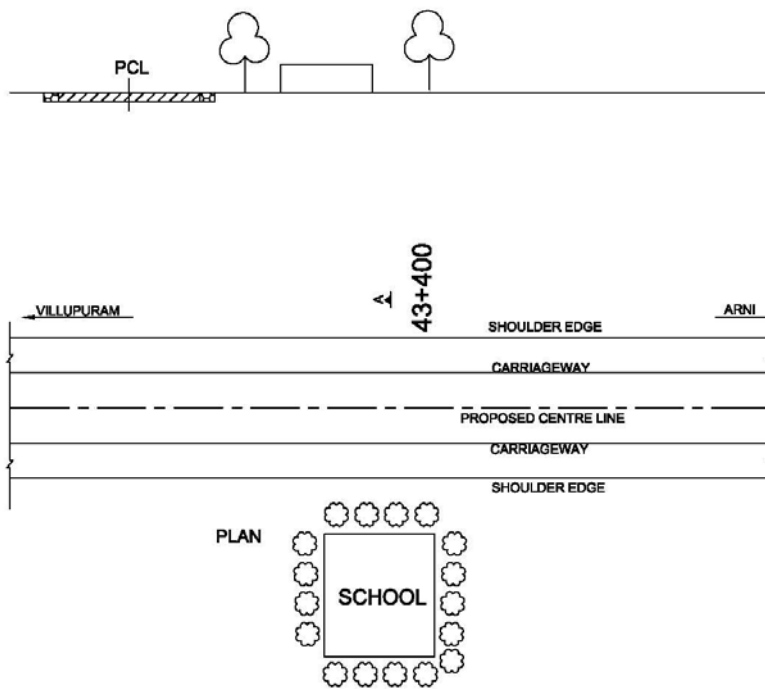 PCL
A
43+400
VILLUPURAM
ARNI
SHOULDER EDGE
CARRIAGEWAY
PROPOSED CENTRE LINE
CARRIAGEWAY
SHOULDER EDGE
PLAN
SCHOOL